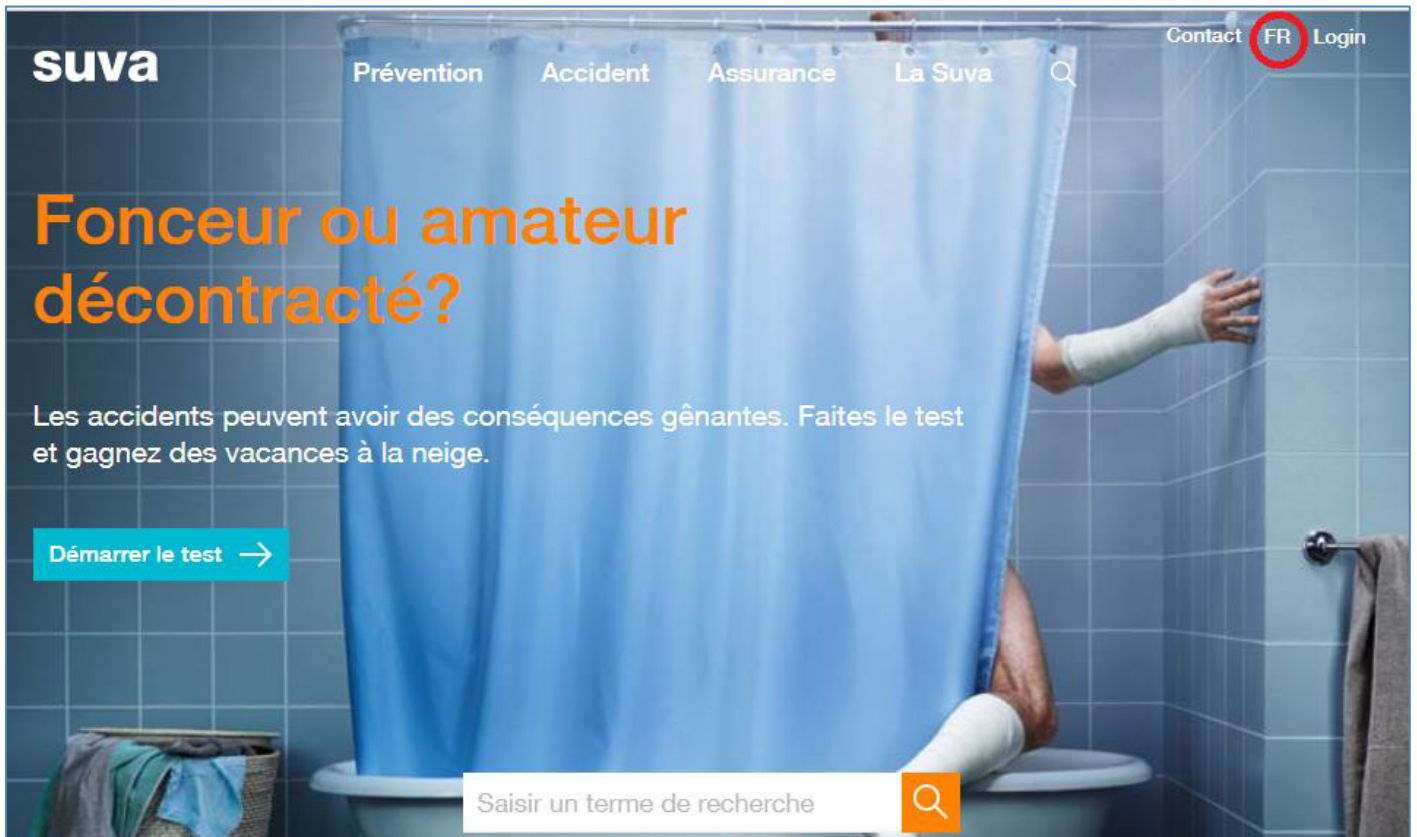 Contact FR Login
suva
Prévention Accident Assurance La Suva
Fonceur ou amateur
décontracté?
Les accidents peuvent avoir des conséquences gênantes. Faites le test
et gagnez des vacances à la neige.
Démarrer le test
Saisir un terme de recherche